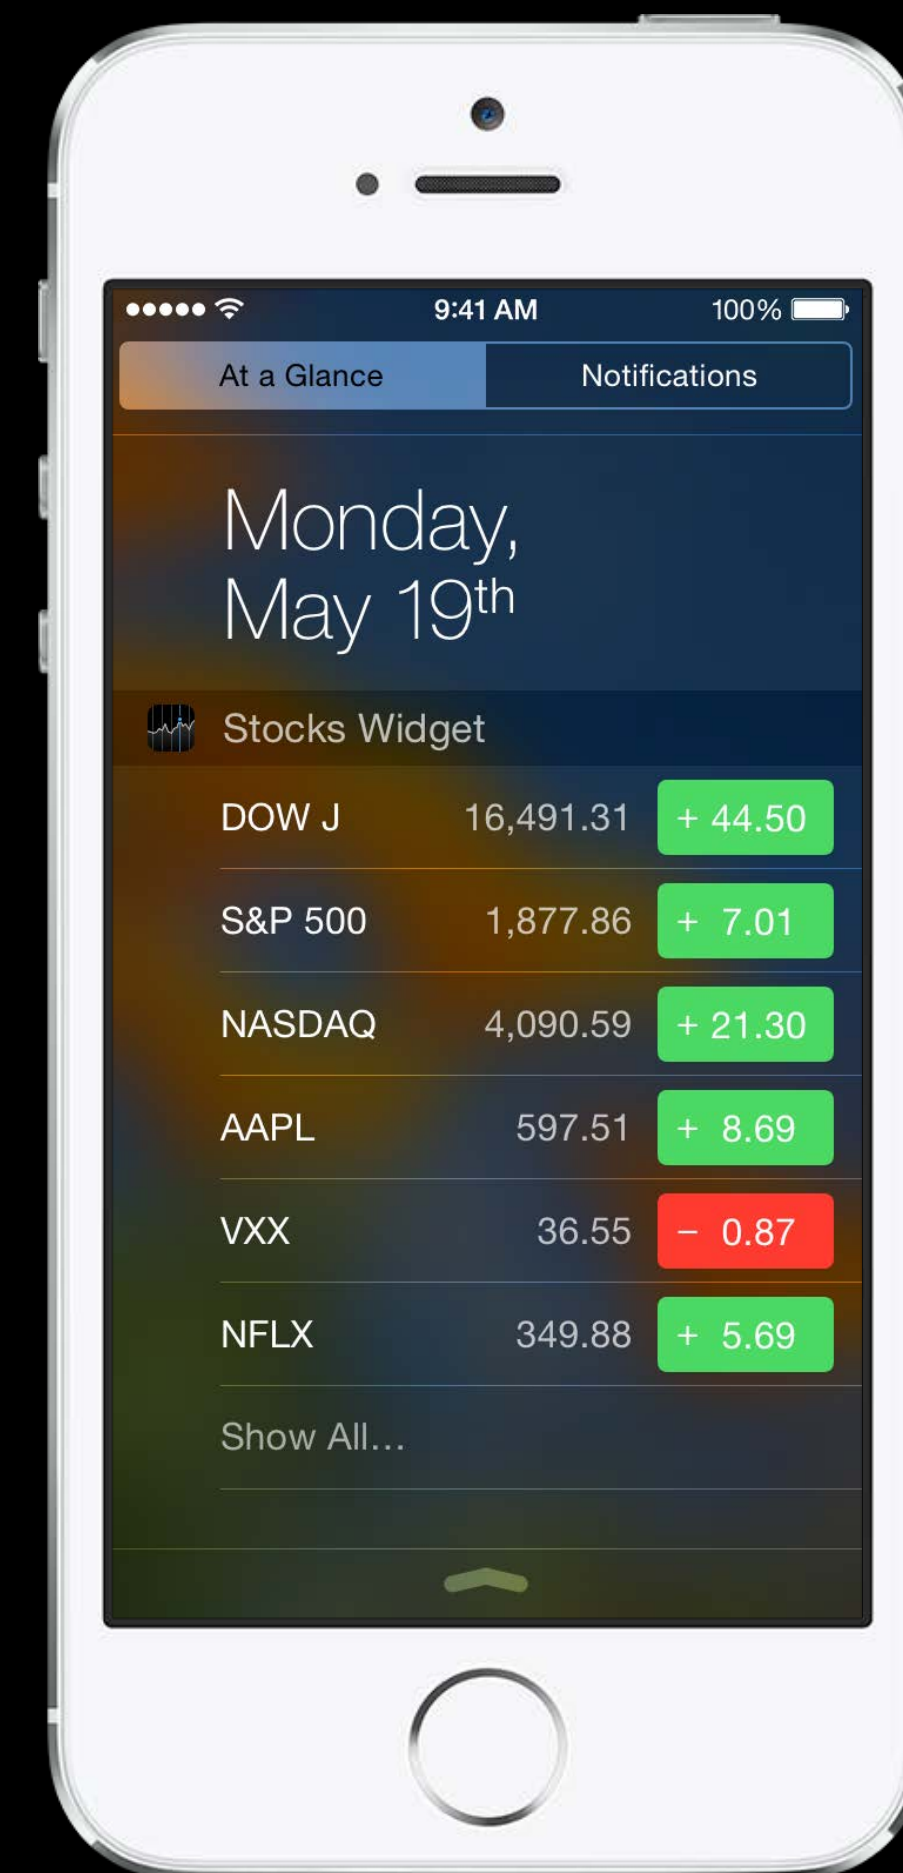 9:41 AM 100%
At a Glance Notifications
Monday,
May 19th
Stocks Widget
DOW J 16,491.31 + 44.50
S&P 500 1,877.86 + 7.01
NASDAQ 4,090.59 + 21.30
AAPL 597.51 + 8.69
VXX 36.55 − 0.87
NFLX 349.88 + 5.69
Show All...